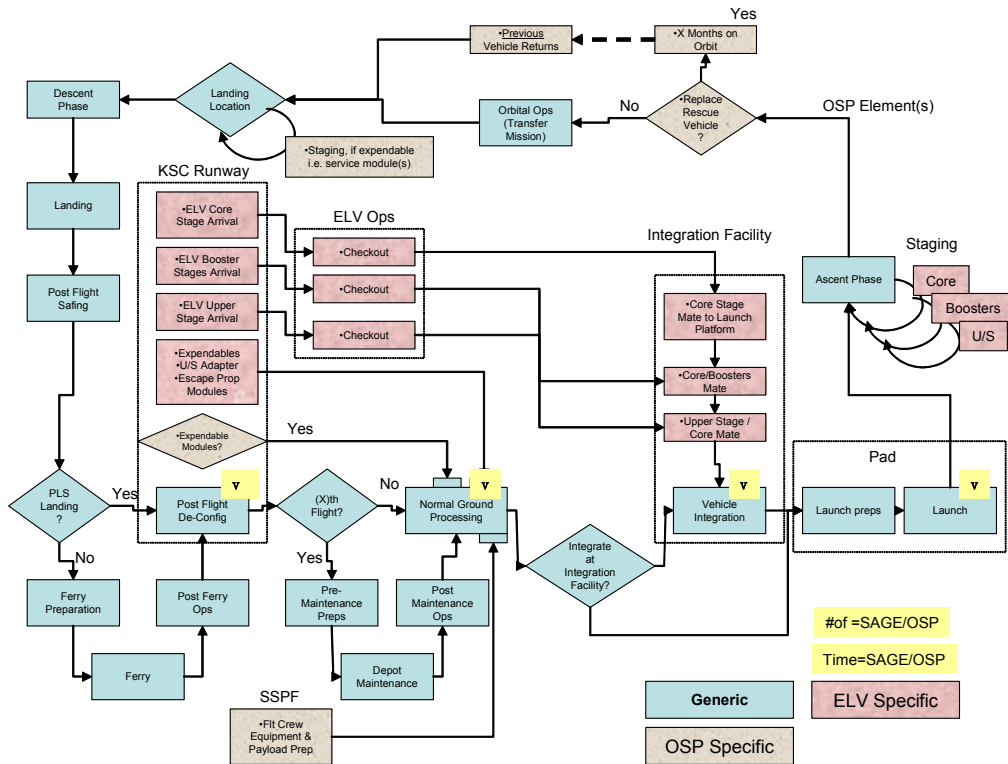 Yes
•Previous
Vehicle Returns
•X Months on
Orbit
Descent
Phase
Landing
Location
Orbital Ops
(Transfer
Mission)
No
•Replace
Rescue
Vehicle
?
OSP Element(s)
•Staging, if expendable
i.e. service module(s)
KSC Runway
Landing
•ELV Core
Stage Arrival
ELV Ops
•Checkout
Integration Facility
Staging
•ELV Booster
Stages Arrival
•Checkout
Post Flight
Safing
•ELV Upper
Stage Arrival
•Checkout
•Core Stage
Mate to Launch
Platform
Ascent Phase
Core
Boosters
U/S
•Expendables
•U/S Adapter
•Escape Prop
Modules
•Core/Boosters
Mate
•Expendable
Modules?
Yes
•Upper Stage /
Core Mate
Pad
PLS
Landing
?
Yes
Post Flight
De-Config
V
(X)th
Flight?
No
Normal Ground
Processing
V
Vehicle
Integration
V
Launch preps
Launch
V
No
Yes
Integrate
at
Integration
Facility?
Ferry
Preparation
Post Ferry
Ops
Pre-
Maintenance
Preps
Post
Maintenance
Ops
#of =SAGE/OSP
Time=SAGE/OSP
Ferry
Depot
Maintenance
SSPF
•Flt Crew
Equipment &
Payload Prep
Generic
ELV Specific
OSP Specific